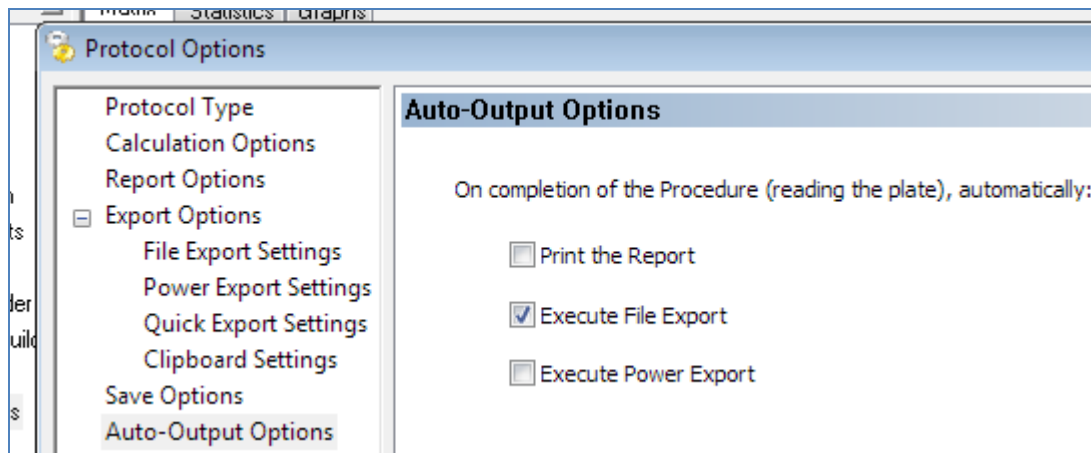 Statistics Graphs
Protocol Options
Protocol Type
Calculation Options
Report Options
Export Options
File Export Settings
Power Export Settings
Quick Export Settings
Clipboard Settings
Save Options
Auto-Output Options
Auto-Output Options
On completion of the Procedure (reading the plate), automatically:
Print the Report
Execute File Export
Execute Power Export